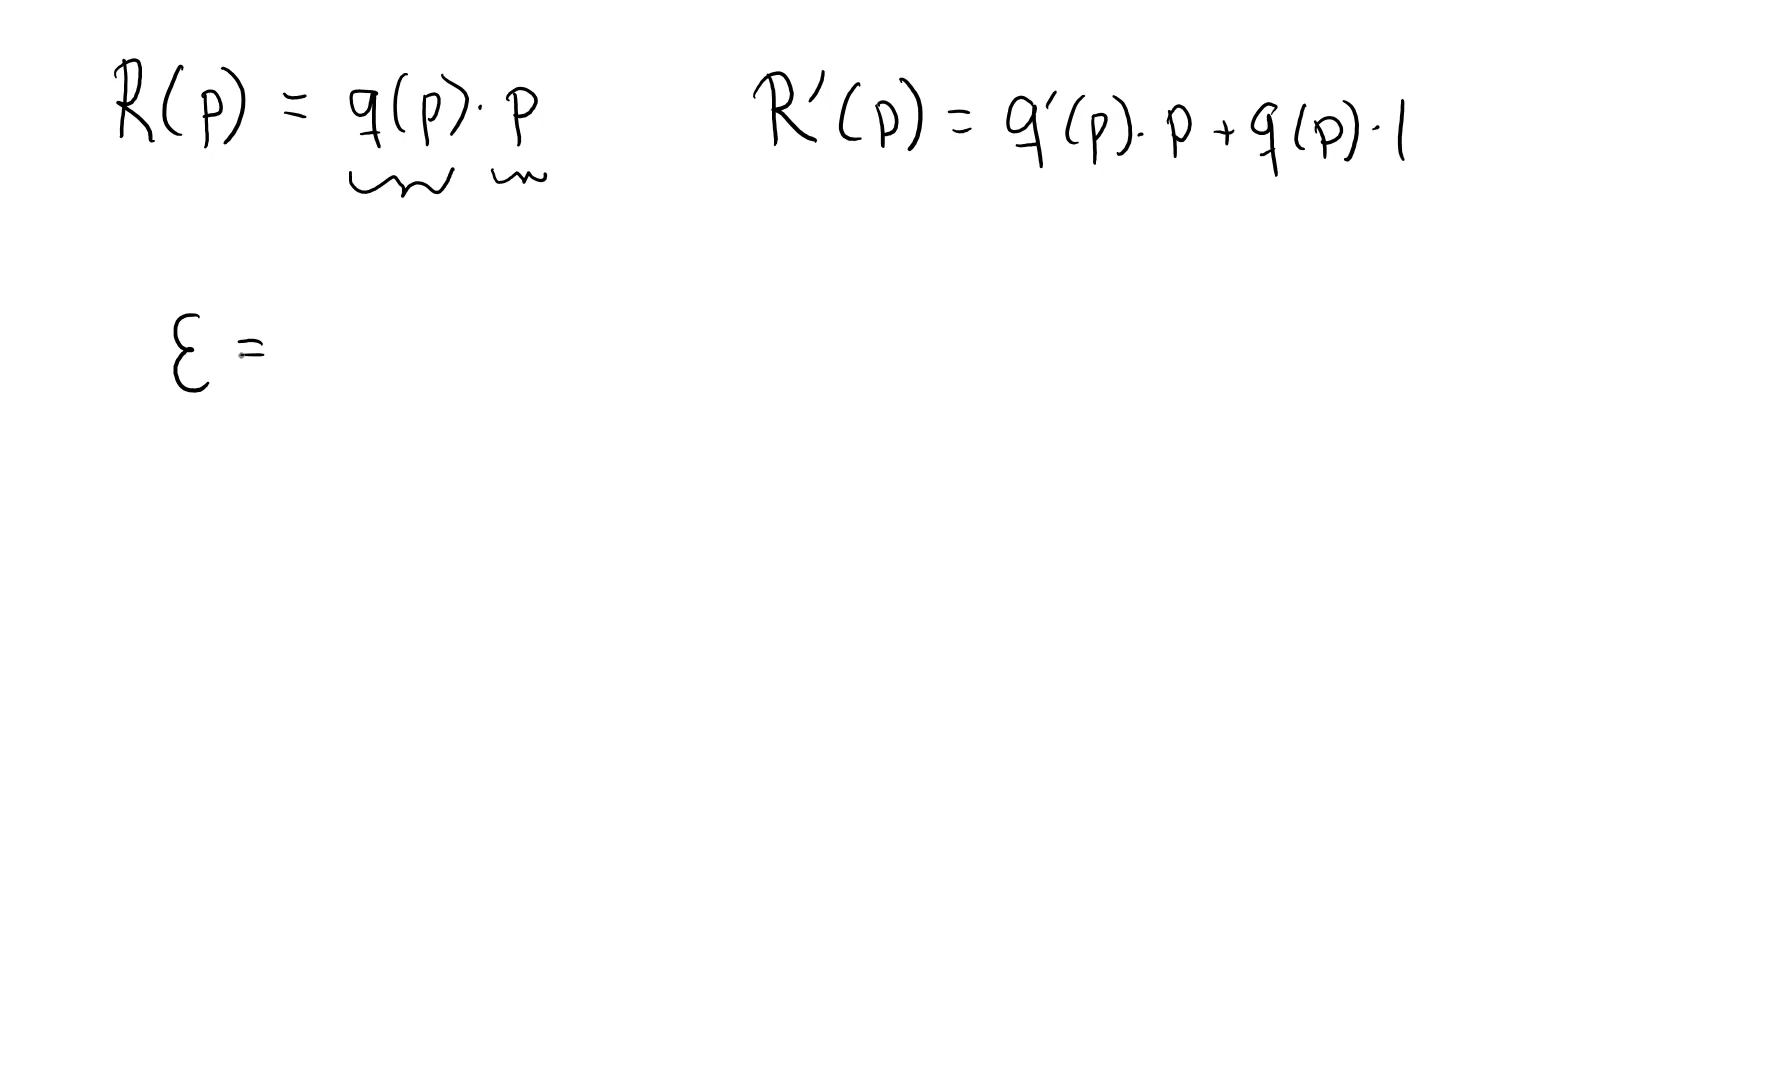 R(p) = q(p) · p R'(p) = q'(p) · p + q(p) · 1
ε =